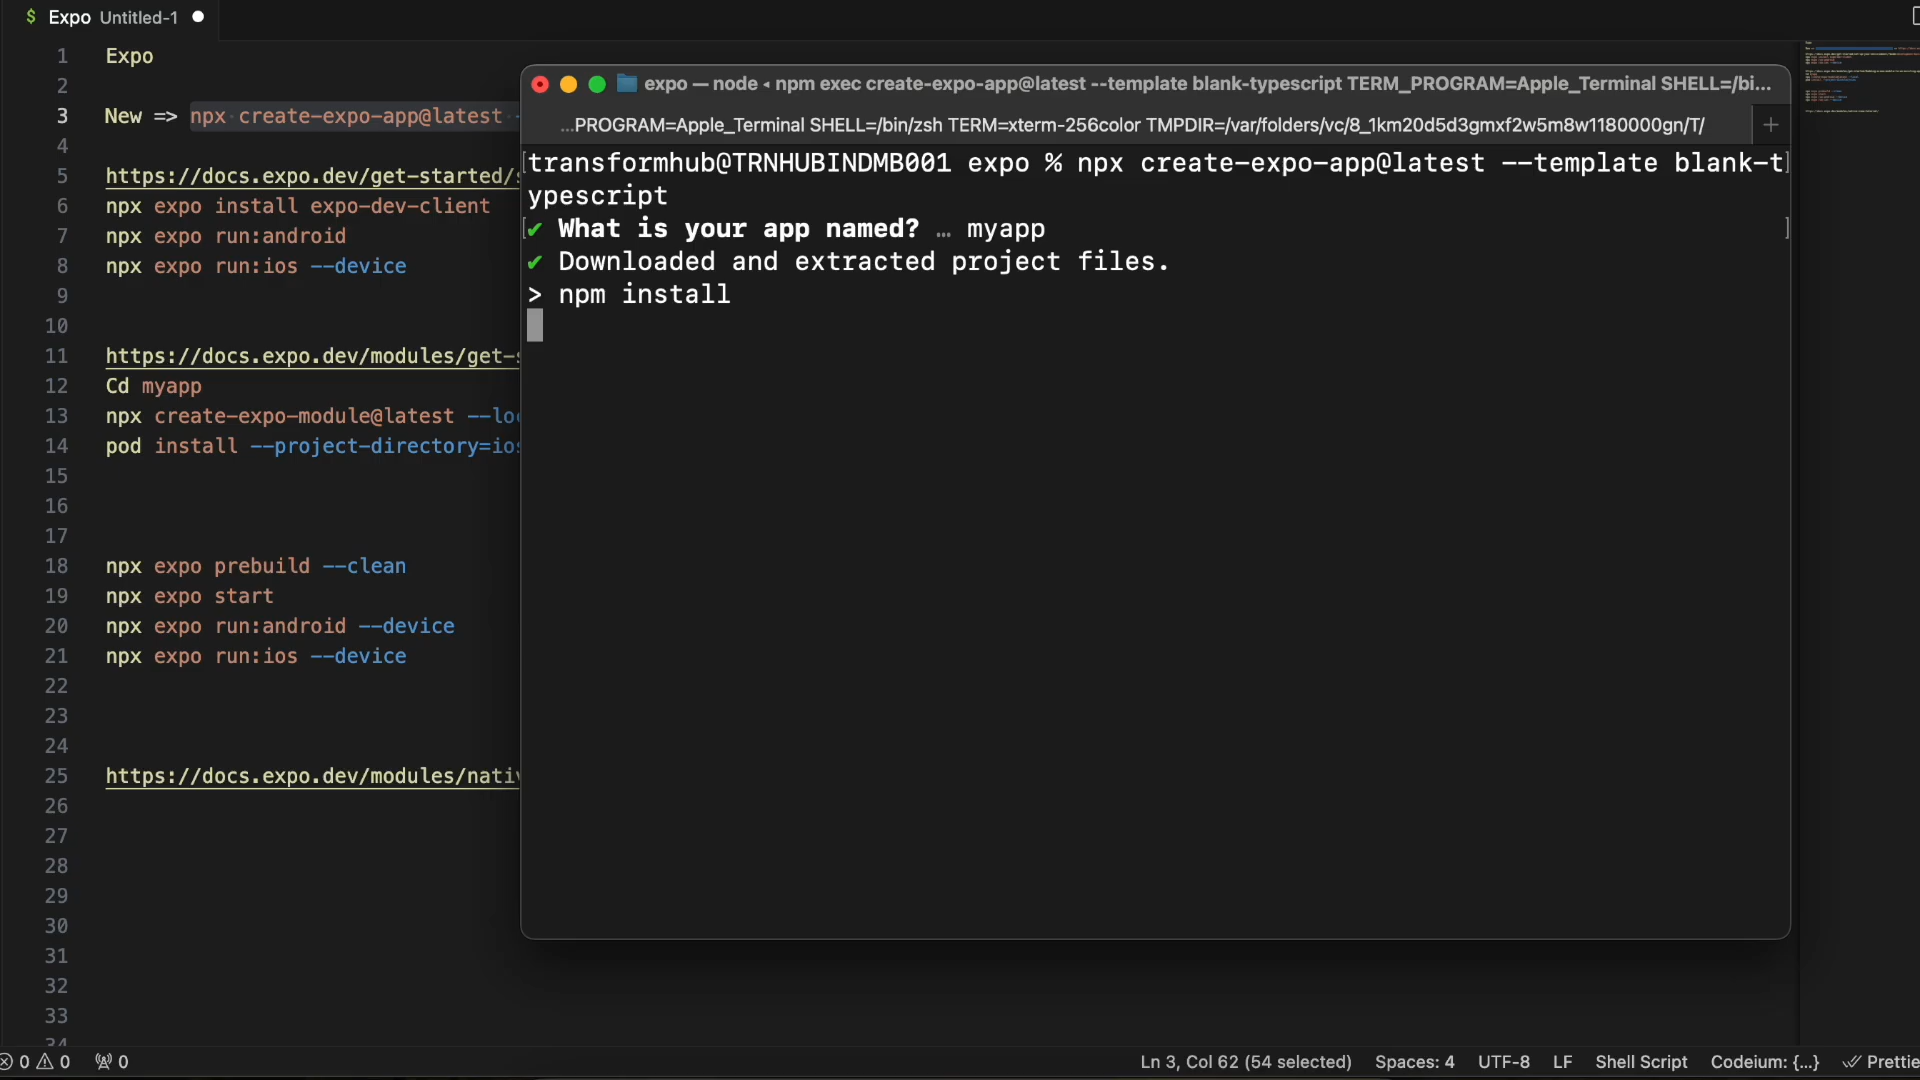 $ Expo Untitled-1
1 Expo
2
3 New => npx create-expo-app@latest
4
5 https://docs.expo.dev/get-started/s
6 npx expo install expo-dev-client
7 npx expo run:android
8 npx expo run:ios --device
9
10
11 https://docs.expo.dev/modules/get-s
12 Cd myapp
13 npx create-expo-module@latest --loc
14 pod install --project-directory=ios
15
16
17
18 npx expo prebuild --clean
19 npx expo start
20 npx expo run:android --device
21 npx expo run:ios --device
22
23
24
25 https://docs.expo.dev/modules/nativ
26
27
28
29
30
31
32
33
34
expo — node ◂ npm exec create-expo-app@latest --template blank-typescript TERM_PROGRAM=Apple_Terminal SHELL=/bi...
...PROGRAM=Apple_Terminal SHELL=/bin/zsh TERM=xterm-256color TMPDIR=/var/folders/vc/8_1km20d5d3gmxf2w5m8w1180000gn/T/ +
[transformhub@TRNHUBINDMB001 expo % npx create-expo-app@latest --template blank-t]
ypescript
[✔ What is your app named? … myapp ]
✔ Downloaded and extracted project files.
> npm install
0 0 0
Ln 3, Col 62 (54 selected) Spaces: 4 UTF-8 LF Shell Script Codeium: {...} Prettie